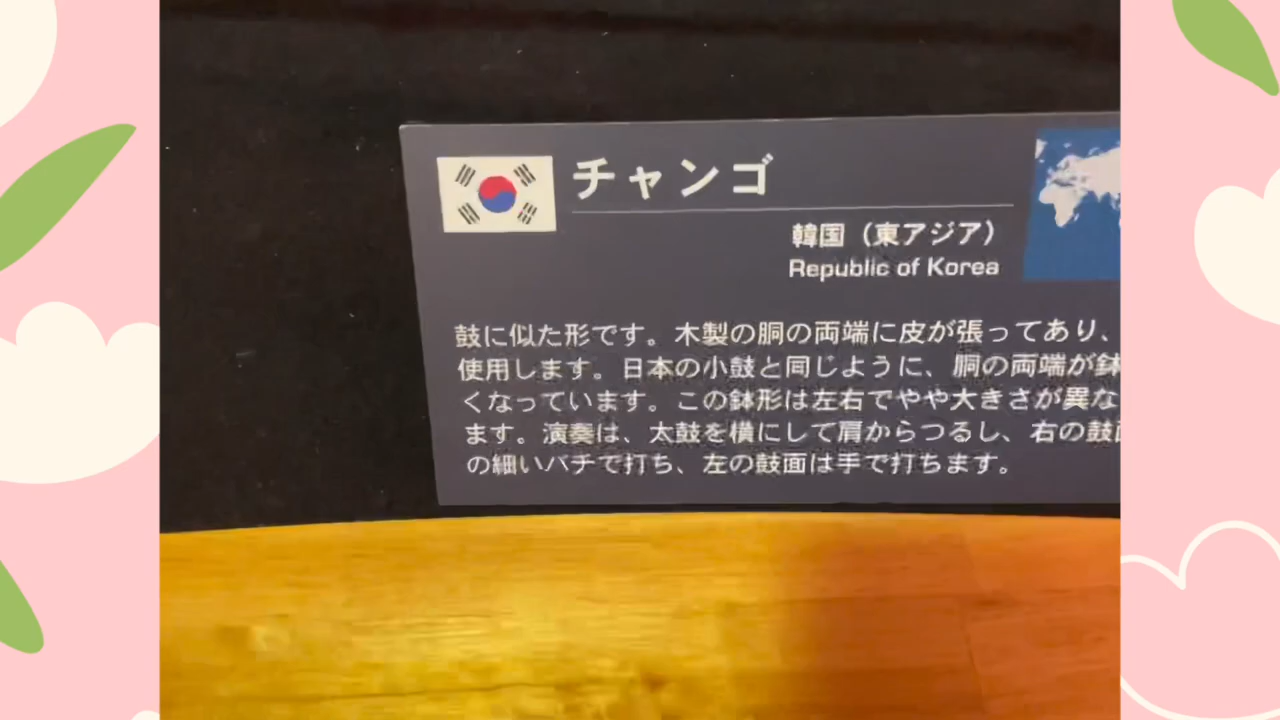 チャンゴ
韓国（東アジア）
Republic of Korea
鼓に似た形です。木製の胴の両端に皮が張ってあり、
使用します。日本の小鼓と同じように、胴の両端が鉢
くなっています。この鉢形は左右でやや大きさが異な
ます。演奏は、太鼓を横にして肩からつるし、右の鼓面
の細いバチで打ち、左の鼓面は手で打ちます。